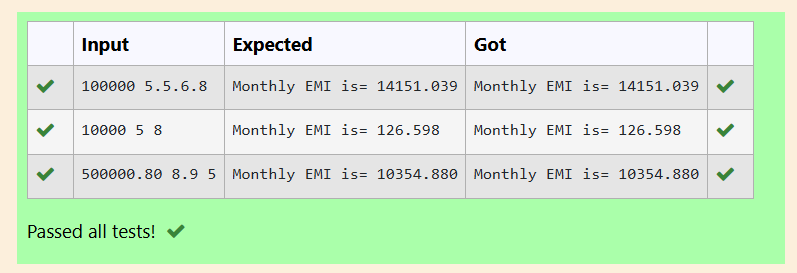 Input Expected Got
100000 5.5.6.8 Monthly EMI is= 14151.039 Monthly EMI is= 14151.039
10000 5 8 Monthly EMI is= 126.598 Monthly EMI is= 126.598
500000.80 8.9 5 Monthly EMI is= 10354.880 Monthly EMI is= 10354.880
Passed all tests!